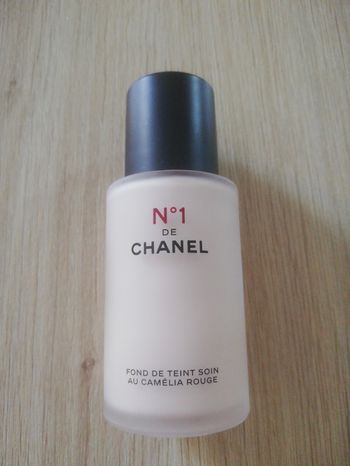 N°1
DE
CHANEL
FOND DE TEINT SOIN
AU CAMÉLIA ROUGE